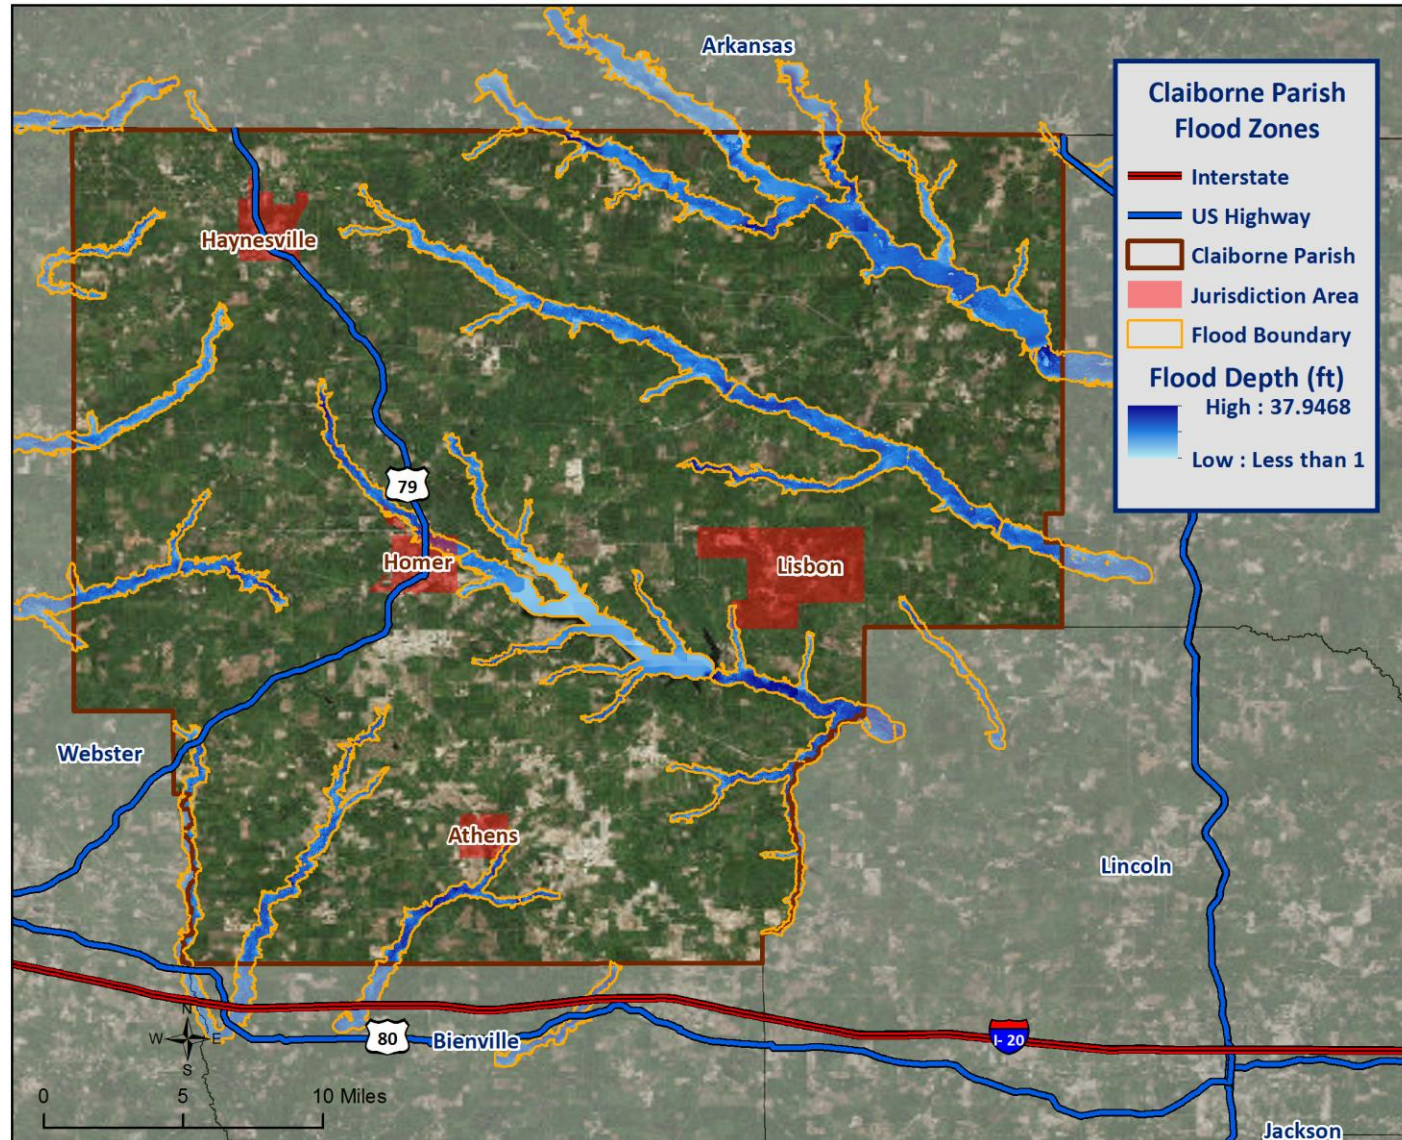 Arkansas
Claiborne Parish
Flood Zones
Interstate
US Highway
Claiborne Parish
Jurisdiction Area
Flood Boundary
Flood Depth (ft)
High : 37.9468
Low : Less than 1
Haynesville
79
Homer
Lisbon
Webster
Athens
Lincoln
N
W E
S
80
Bienville
I- 20
0 5 10 Miles
Jackson